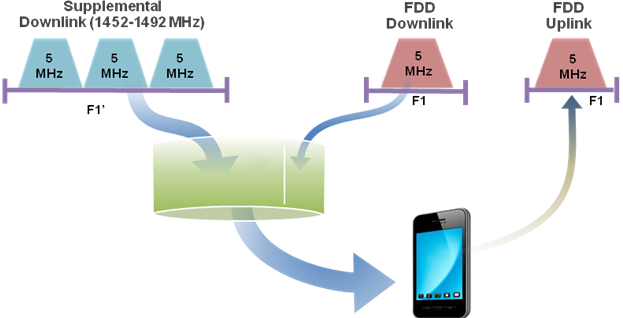 Supplemental
Downlink (1452-1492 MHz)
5
MHz
5
MHz
5
MHz
F1’
FDD
Downlink
5
MHz
F1
FDD
Uplink
5
MHz
F1